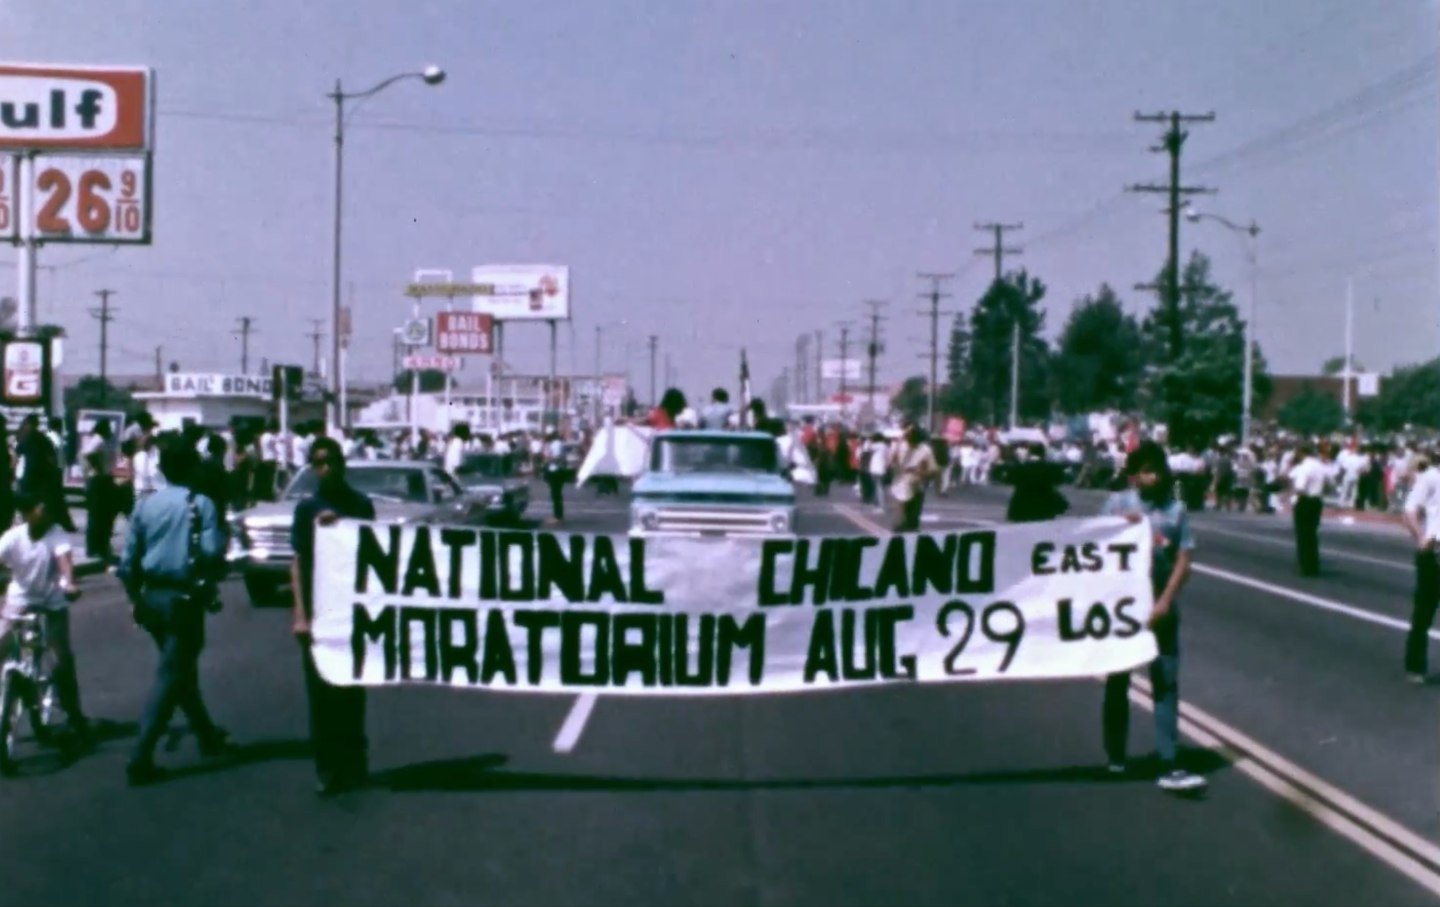 ulf
26 9/10
BAIL BONDS
BAIL BOND
G
NATIONAL CHICANO EAST
MORATORIUM AUG 29 LOS